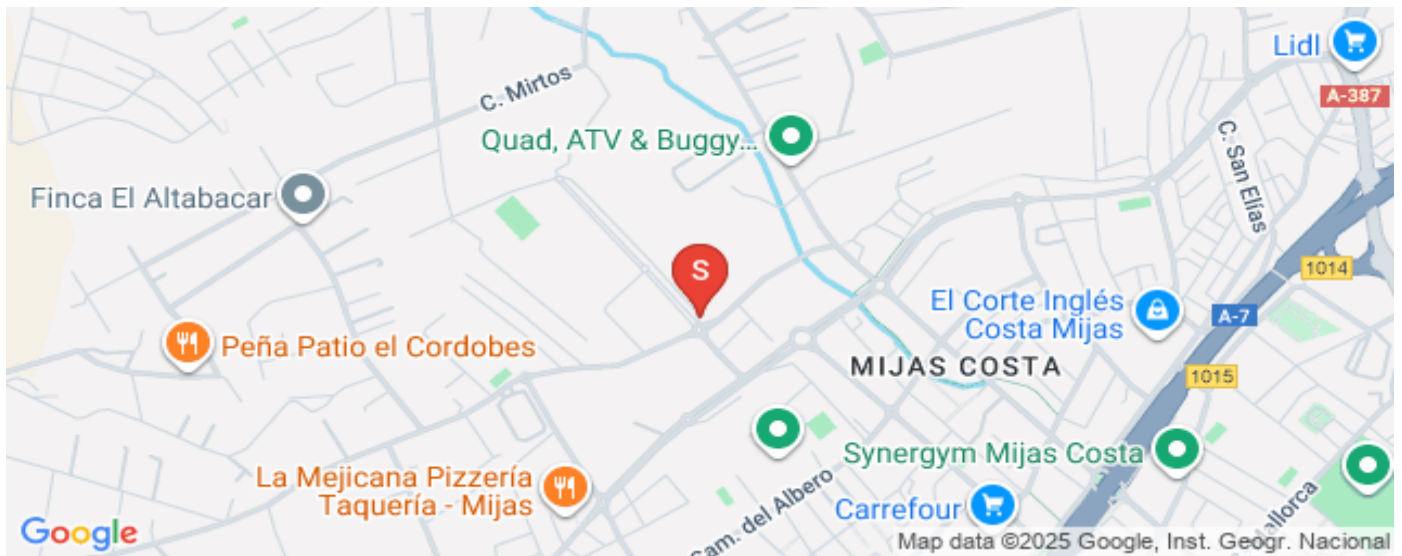 Lidl
A-387
C. Mirtos
C. San Elías
Quad, ATV & Buggy...
Finca El Altabacar
S
1014
El Corte Inglés
Costa Mijas
A-7
Peña Patio el Cordobes
MIJAS COSTA
1015
Synergym Mijas Costa
La Mejicana Pizzería
Taquería - Mijas
Cam. del Albero
Carrefour
allorca
Google
Map data ©2025 Google, Inst. Geogr. Nacional